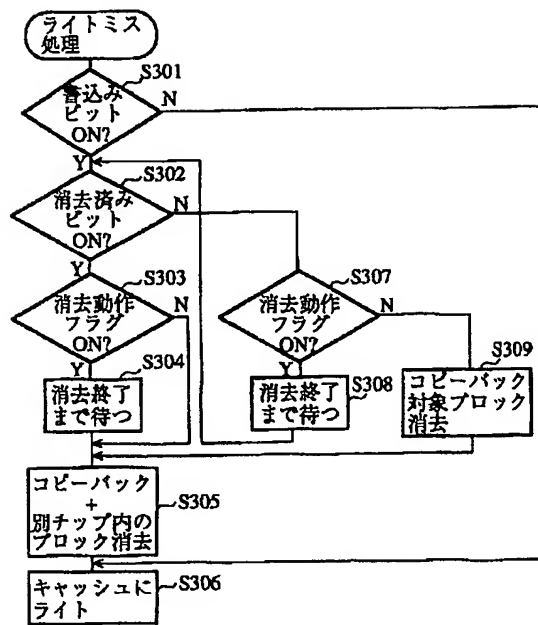 ライトミス
処理
S301
書込み
ビット
ON?
N
Y
S302
消去済み
ビット
ON?
N
Y
S303
消去動作
フラグ
ON?
N
Y
S304
消去終了
まで待つ
S307
消去動作
フラグ
ON?
N
Y
S308
消去終了
まで待つ
S309
コピーバック
対象ブロック
消去
コピーバック
+
別チップ内の
ブロック消去
S305
キャッシュに
ライト
S306